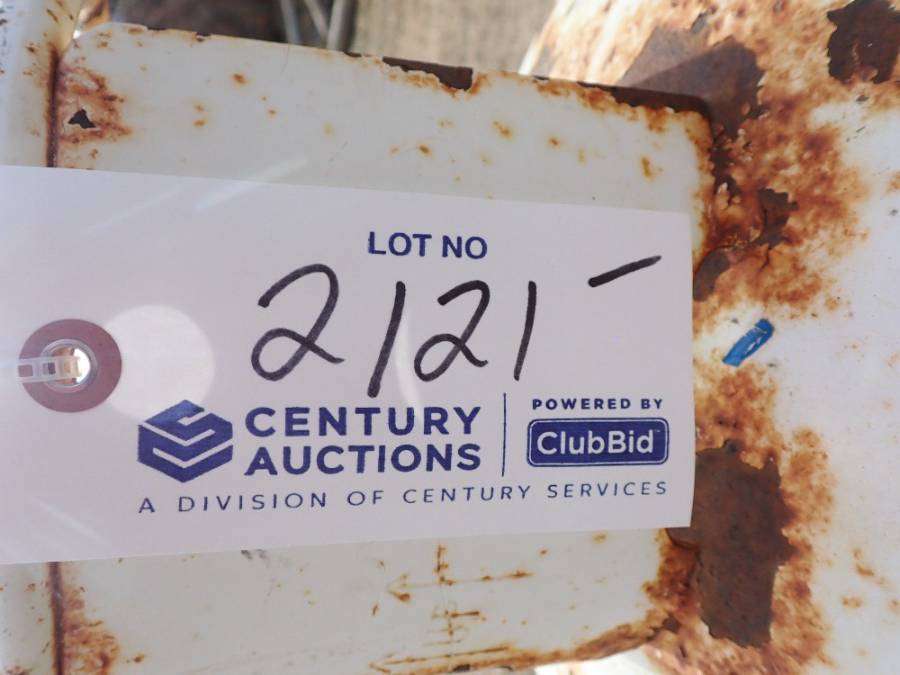 LOT NO
2121 -
CENTURY
AUCTIONS
POWERED BY
ClubBid
A DIVISION OF CENTURY SERVICES